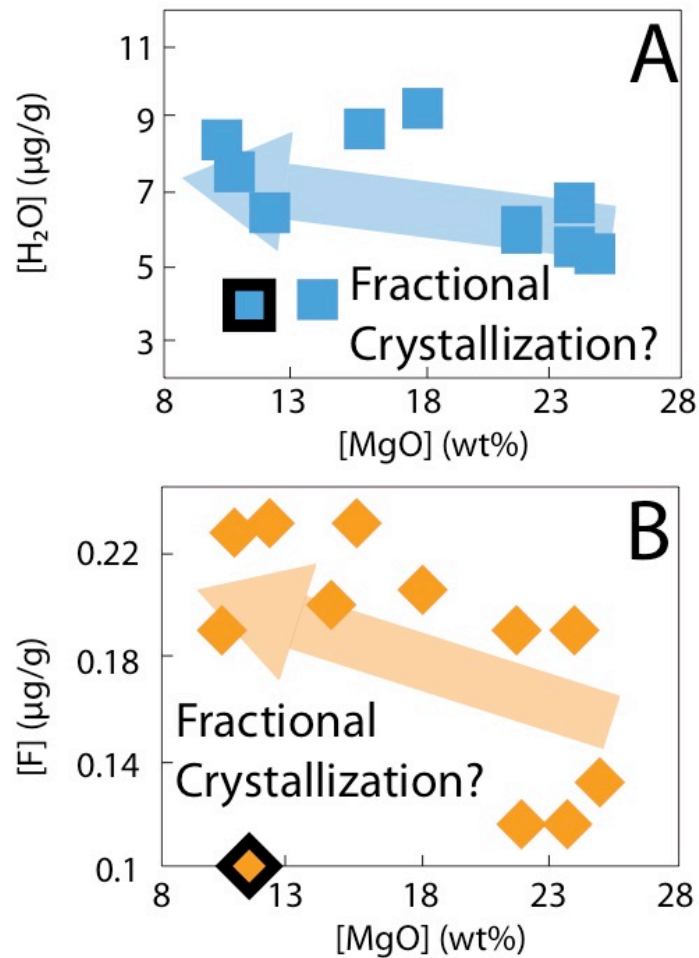 A
11
9
7
5
3
[H₂O] (µg/g)
Fractional
Crystallization?
8 13 18 23 28
[MgO] (wt%)
B
0.22
0.18
0.14
0.1
[F] (µg/g)
Fractional
Crystallization?
8 13 18 23 28
[MgO] (wt%)